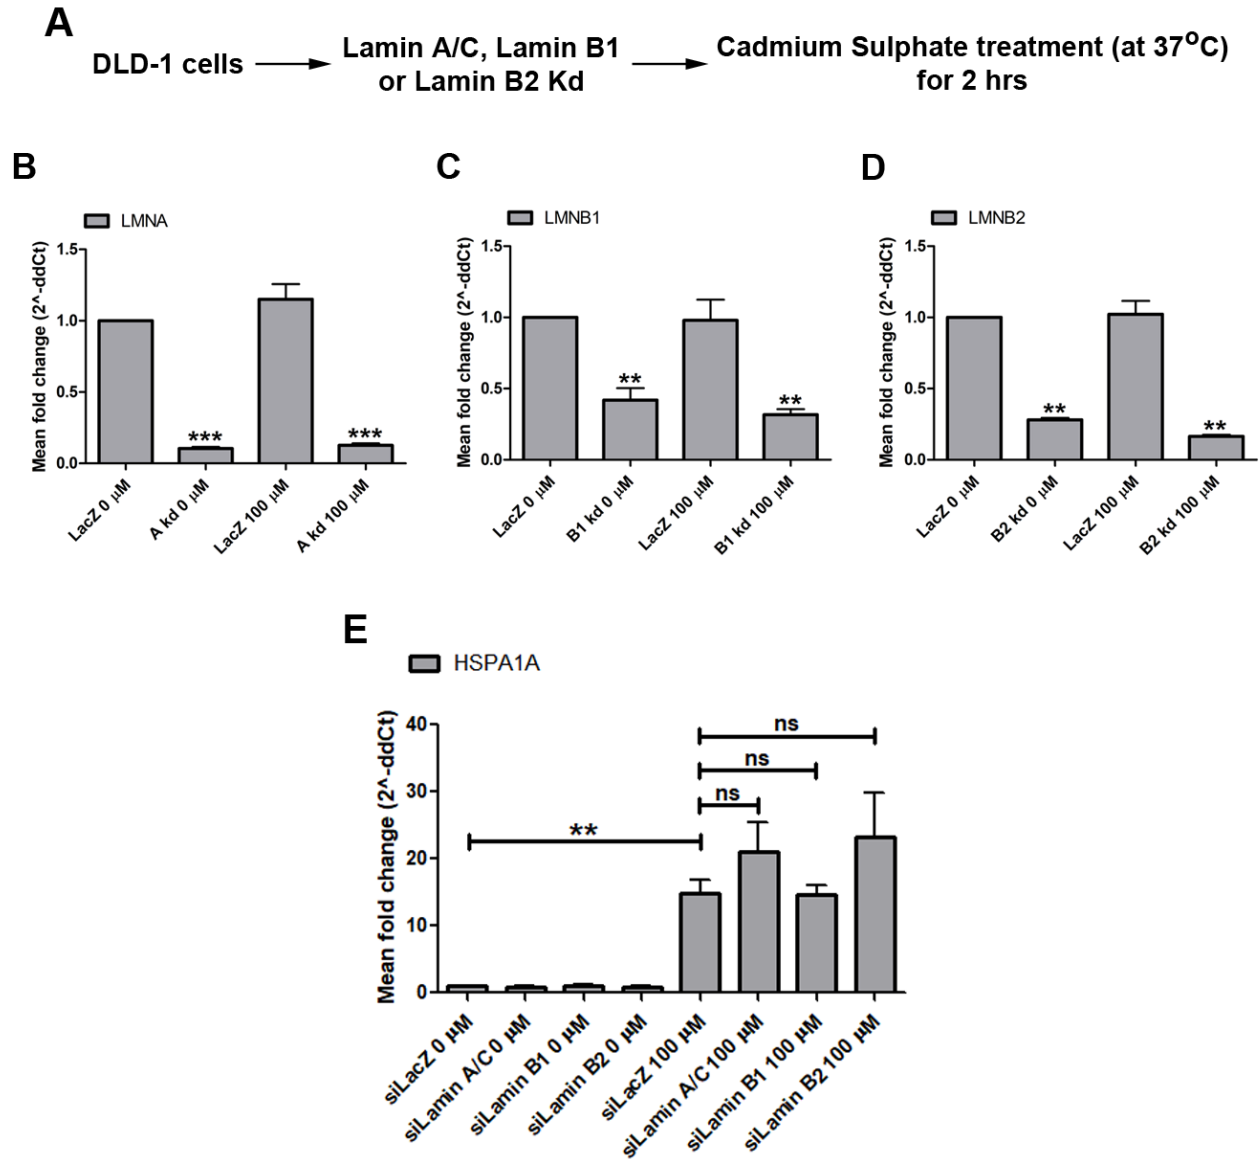 A
DLD-1 cells
Lamin A/C, Lamin B1
or Lamin B2 Kd
Cadmium Sulphate treatment (at 37°C)
for 2 hrs
B
LMNA
Mean fold change (2^-ddCt)
1.5
1.0
0.5
0.0
***
***
LacZ 0 µM
A kd 0 µM
LacZ 100 µM
A kd 100 µM
C
LMNB1
Mean fold change (2^-ddCt)
1.5
1.0
0.5
0.0
**
**
LacZ 0 µM
B1 kd 0 µM
LacZ 100 µM
B1 kd 100 µM
D
LMNB2
Mean fold change (2^-ddCt)
1.5
1.0
0.5
0.0
**
**
LacZ 0 µM
B2 kd 0 µM
LacZ 100 µM
B2 kd 100 µM
E
HSPA1A
Mean fold change (2^-ddCt)
40
30
20
10
0
ns
ns
ns
**
siLacZ 0 µM
siLamin A/C 0 µM
siLamin B1 0 µM
siLamin B2 0 µM
siLacZ 100 µM
siLamin A/C 100 µM
siLamin B1 100 µM
siLamin B2 100 µM